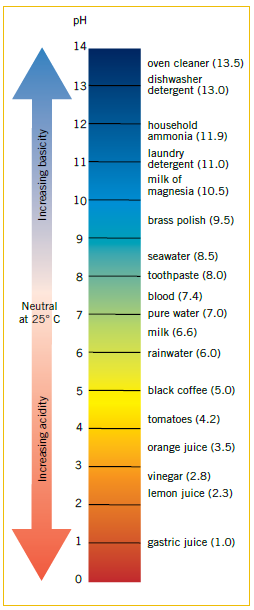 pH
14
oven cleaner (13.5)
dishwasher
detergent (13.0)
13
household
ammonia (11.9)
12
laundry
detergent (11.0)
11
milk of
magnesia (10.5)
10
brass polish (9.5)
9
seawater (8.5)
toothpaste (8.0)
8
blood (7.4)
pure water (7.0)
7
milk (6.6)
rainwater (6.0)
6
black coffee (5.0)
5
tomatoes (4.2)
4
orange juice (3.5)
3
vinegar (2.8)
lemon juice (2.3)
2
gastric juice (1.0)
1
0
Increasing basicity
Neutral
at 25° C
Increasing acidity